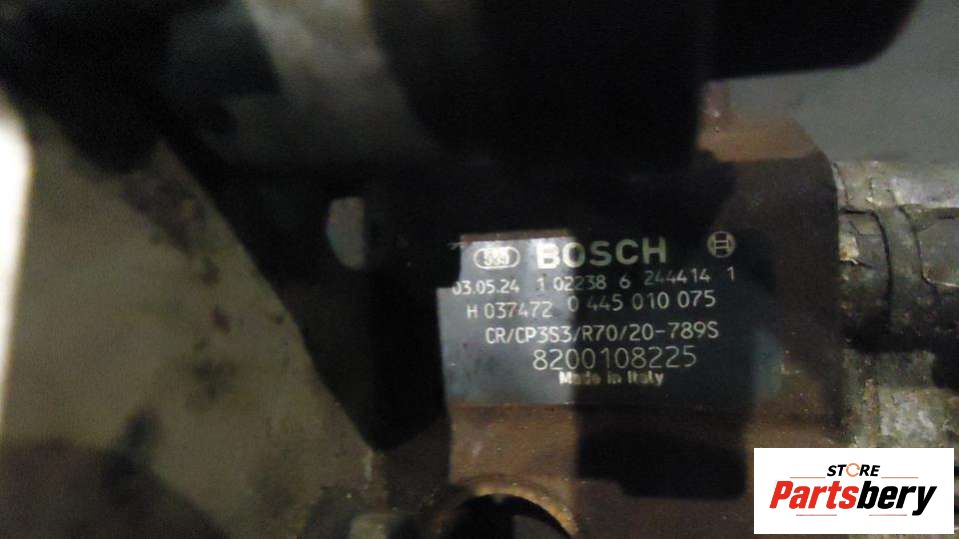 BOSCH
03.05.24 1 02238 6 244414 1
H 037472 0 445 010 075
CR/CP3S3/R70/20-789S
8200108225
Made in Italy
STORE
Partsbery